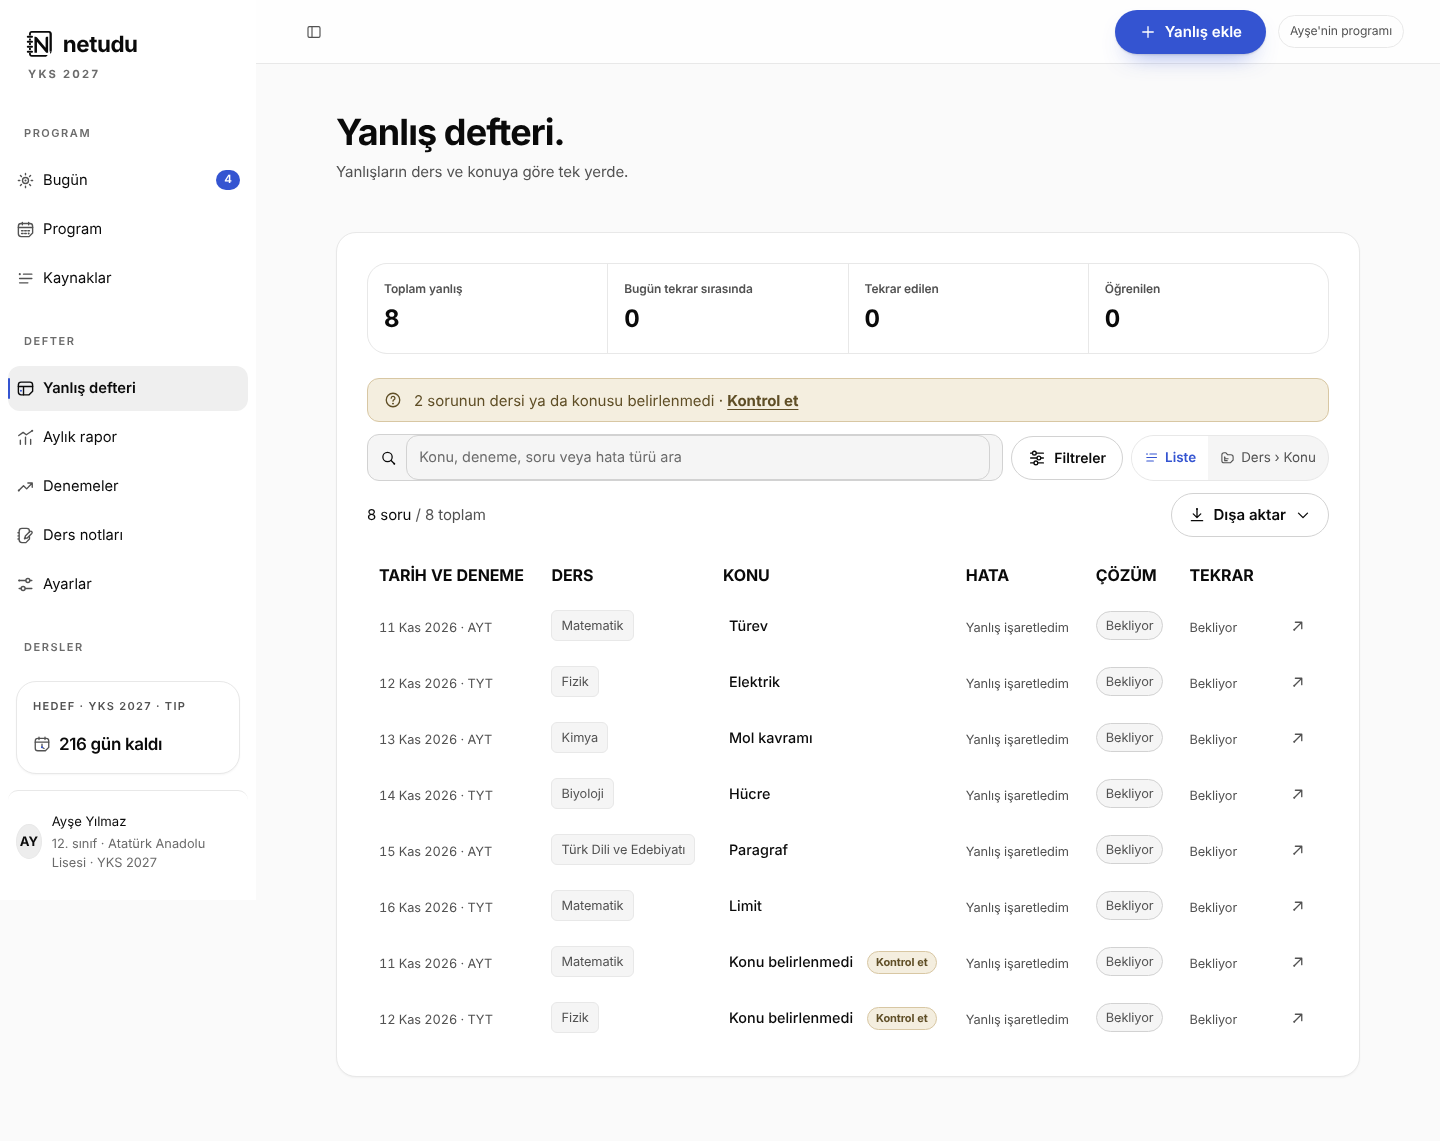 netudu
YKS 2027
PROGRAM
Bugün 4
Program
Kaynaklar
DEFTER
Yanlış defteri
Aylık rapor
Denemeler
Ders notları
Ayarlar
DERSLER
HEDEF · YKS 2027 · TIP
216 gün kaldı
AY
Ayşe Yılmaz
12. sınıf · Atatürk Anadolu
Lisesi · YKS 2027
Yanlış ekle
Ayşe'nin programı
Yanlış defteri.
Yanlışların ders ve konuya göre tek yerde.
Toplam yanlış
8
Bugün tekrar sırasında
0
Tekrar edilen
0
Öğrenilen
0
2 sorunun dersi ya da konusu belirlenmedi · Kontrol et
Konu, deneme, soru veya hata türü ara
Filtreler
Liste
Ders › Konu
8 soru / 8 toplam
Dışa aktar
TARİH VE DENEME DERS KONU HATA ÇÖZÜM TEKRAR
11 Kas 2026 · AYT Matematik Türev Yanlış işaretledim Bekliyor Bekliyor
12 Kas 2026 · TYT Fizik Elektrik Yanlış işaretledim Bekliyor Bekliyor
13 Kas 2026 · AYT Kimya Mol kavramı Yanlış işaretledim Bekliyor Bekliyor
14 Kas 2026 · TYT Biyoloji Hücre Yanlış işaretledim Bekliyor Bekliyor
15 Kas 2026 · AYT Türk Dili ve Edebiyatı Paragraf Yanlış işaretledim Bekliyor Bekliyor
16 Kas 2026 · TYT Matematik Limit Yanlış işaretledim Bekliyor Bekliyor
11 Kas 2026 · AYT Matematik Konu belirlenmedi Kontrol et Yanlış işaretledim Bekliyor Bekliyor
12 Kas 2026 · TYT Fizik Konu belirlenmedi Kontrol et Yanlış işaretledim Bekliyor Bekliyor